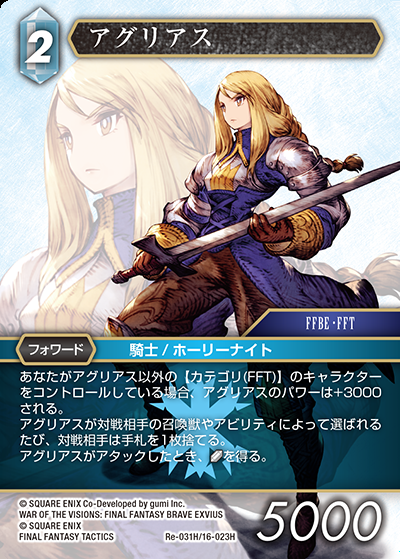 2
アグリアス
FFBE・FFT
フォワード
騎士 / ホーリーナイト
あなたがアグリアス以外の【カテゴリ(FFT)】のキャラクター
をコントロールしている場合、アグリアスのパワーは+3000
される。
アグリアスが対戦相手の召喚獣やアビリティによって選ばれる
たび、対戦相手は手札を1枚捨てる。
アグリアスがアタックしたとき、を得る。
© SQUARE ENIX Co-Developed by gumi Inc.
WAR OF THE VISIONS: FINAL FANTASY BRAVE EXVIUS
© SQUARE ENIX
FINAL FANTASY TACTICS
Re-031H/16-023H
5000